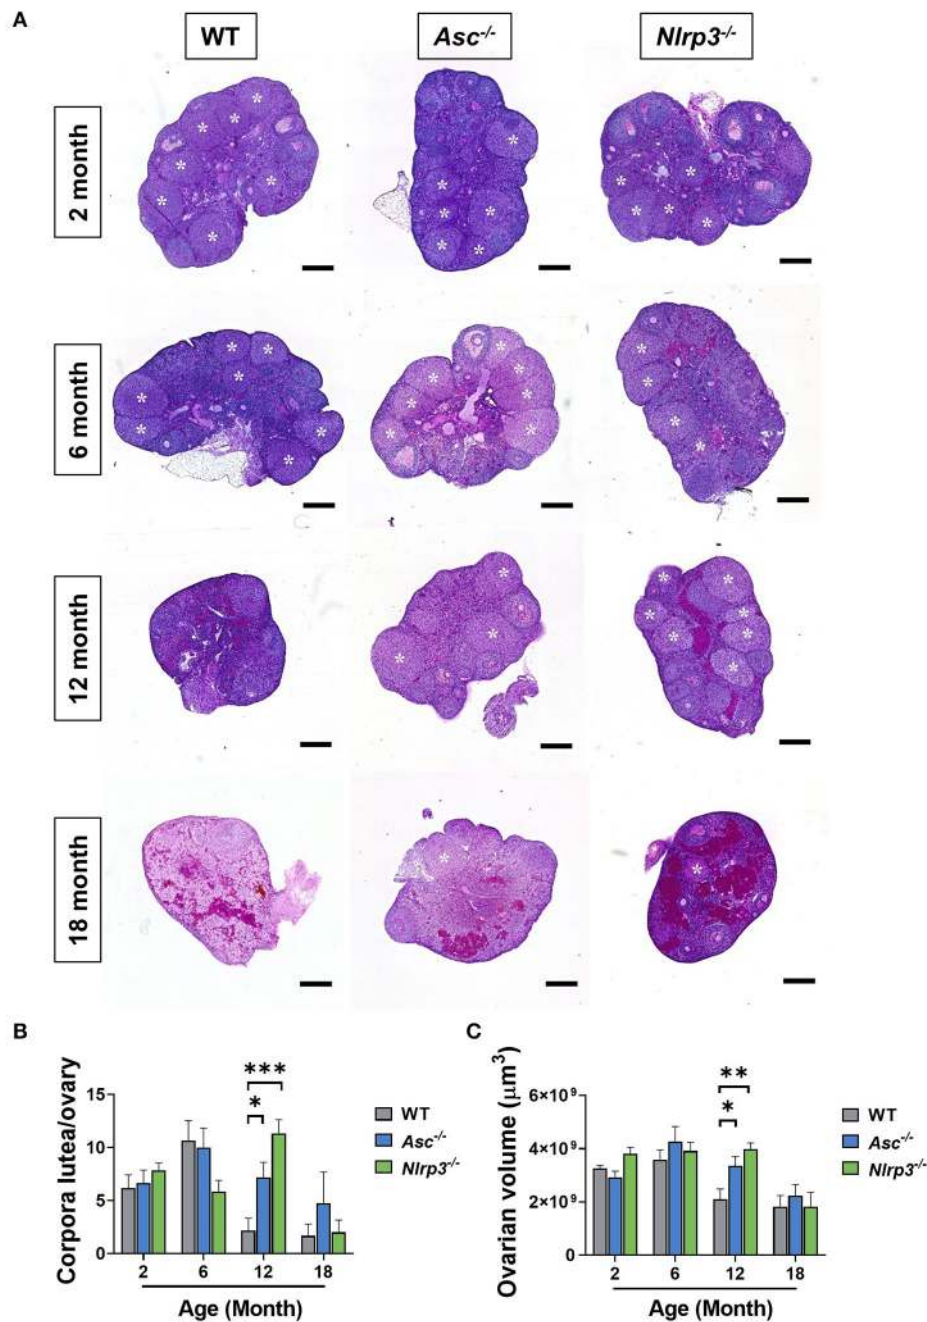 A
WT
Asc⁻/⁻
Nlrp3⁻/⁻
2 month
6 month
12 month
18 month
B
Corpora lutea/ovary
15
10
5
0
***
*
2
6
12
18
Age (Month)
WT
Asc⁻/⁻
Nlrp3⁻/⁻
C
Ovarian volume (μm³)
6×10⁹
4×10⁹
2×10⁹
0
**
*
2
6
12
18
Age (Month)
WT
Asc⁻/⁻
Nlrp3⁻/⁻